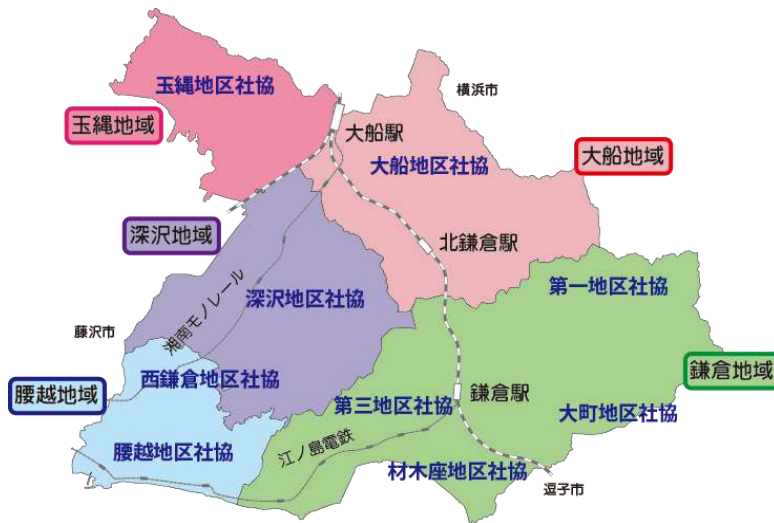 玉縄地区社協
横浜市
玉縄地域
大船駅
大船地区社協
大船地域
深沢地域
北鎌倉駅
第一地区社協
深沢地区社協
湘南モノレール
藤沢市
西鎌倉地区社協
鎌倉地域
腰越地域
第三地区社協
鎌倉駅
大町地区社協
腰越地区社協
江ノ島電鉄
材木座地区社協
逗子市